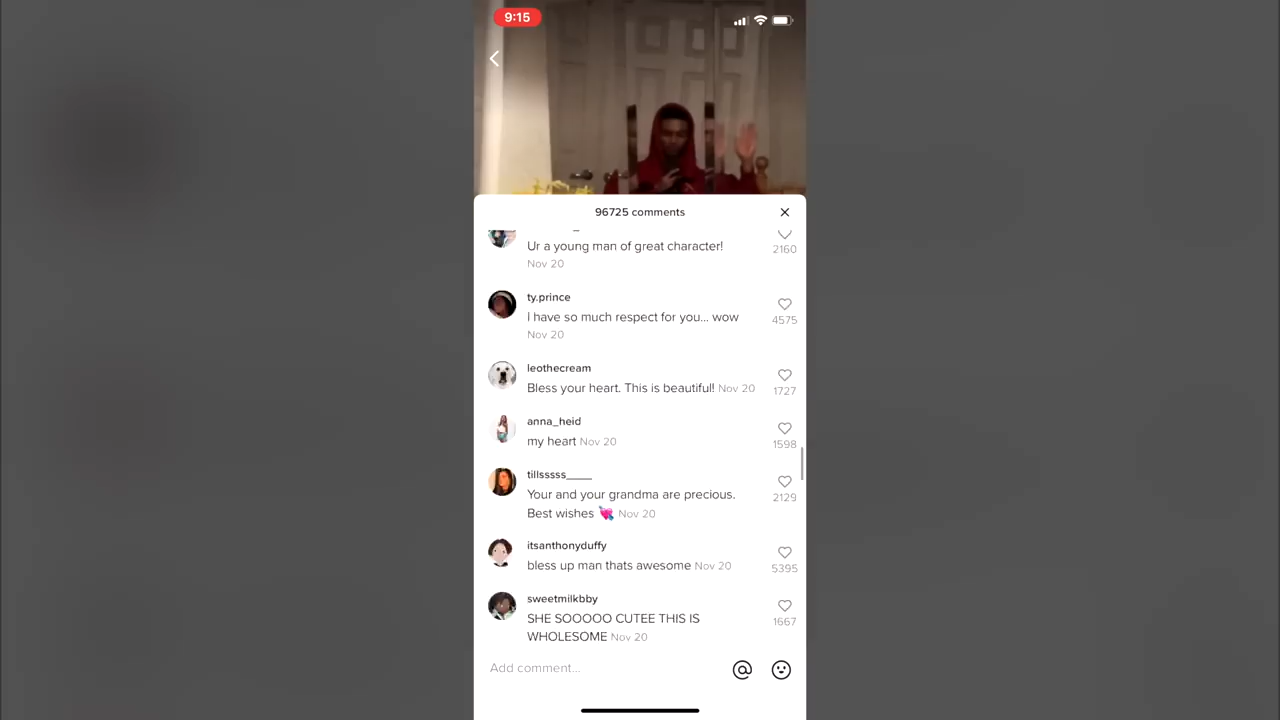 9:15
96725 comments
Ur a young man of great character!
2160
Nov 20
ty.prince
I have so much respect for you... wow
4575
Nov 20
leothecream
Bless your heart. This is beautiful! Nov 20
1727
anna_heid
my heart Nov 20
1598
tillsssss____
Your and your grandma are precious.
2129
Best wishes 💘 Nov 20
itsanthonyduffy
bless up man thats awesome Nov 20
5395
sweetmilkbby
SHE SOOOOO CUTEE THIS IS
1667
WHOLESOME Nov 20
Add comment...